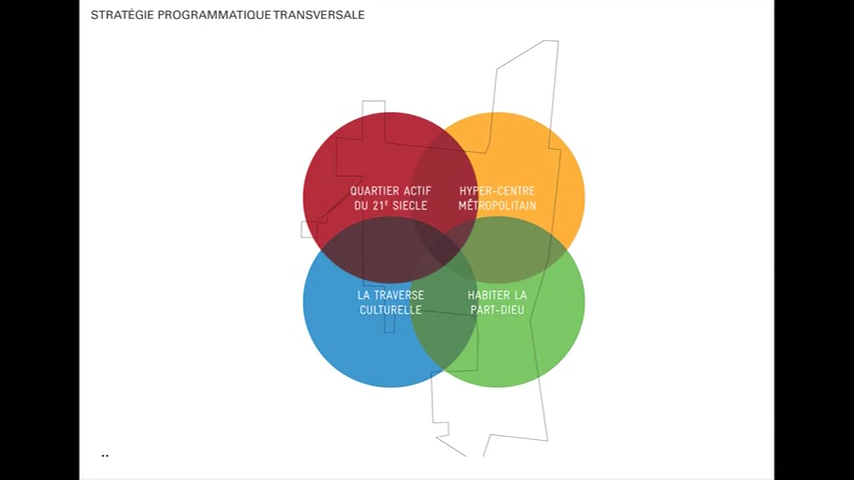 STRATÉGIE PROGRAMMATIQUE TRANSVERSALE
QUARTIER ACTIF
DU 21E SIECLE
HYPER-CENTRE
MÉTROPOLITAIN
LA TRAVERSE
CULTURELLE
HABITER LA
PART-DIEU